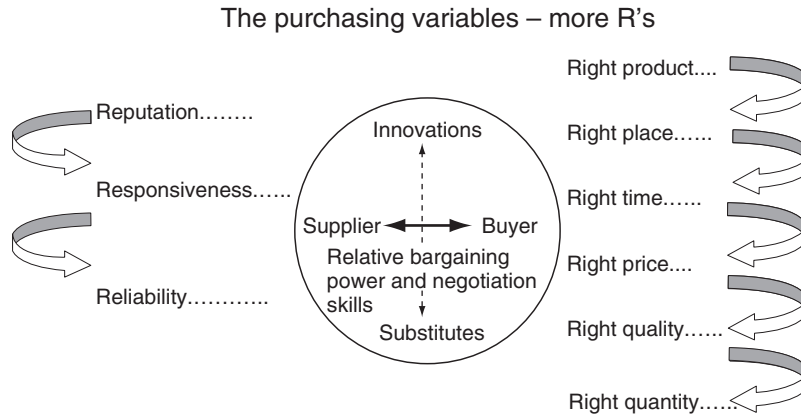 The purchasing variables – more R's
Reputation……..
Responsiveness……
Reliability………...
Innovations
Supplier
Buyer
Relative bargaining
power and negotiation
skills
Substitutes
Right product....
Right place……
Right time……
Right price....
Right quality……
Right quantity……